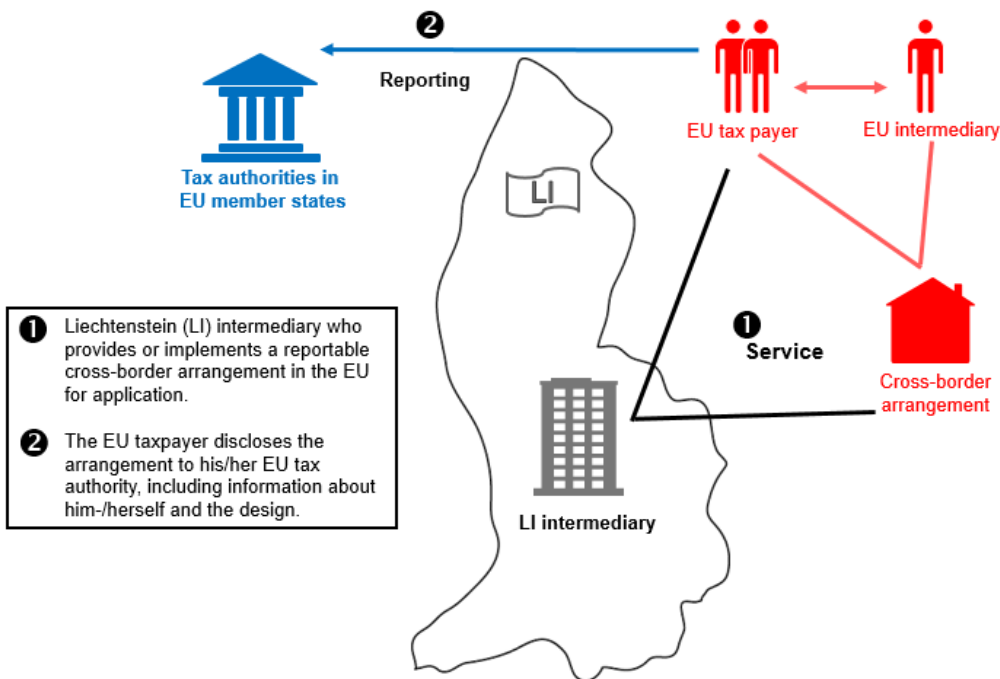 ❷
Reporting
EU tax payer
EU intermediary
Tax authorities in
EU member states
LI
❶ Liechtenstein (LI) intermediary who
provides or implements a reportable
cross-border arrangement in the EU
for application.
❷ The EU taxpayer discloses the
arrangement to his/her EU tax
authority, including information about
him-/herself and the design.
❶
Service
Cross-border
arrangement
LI intermediary